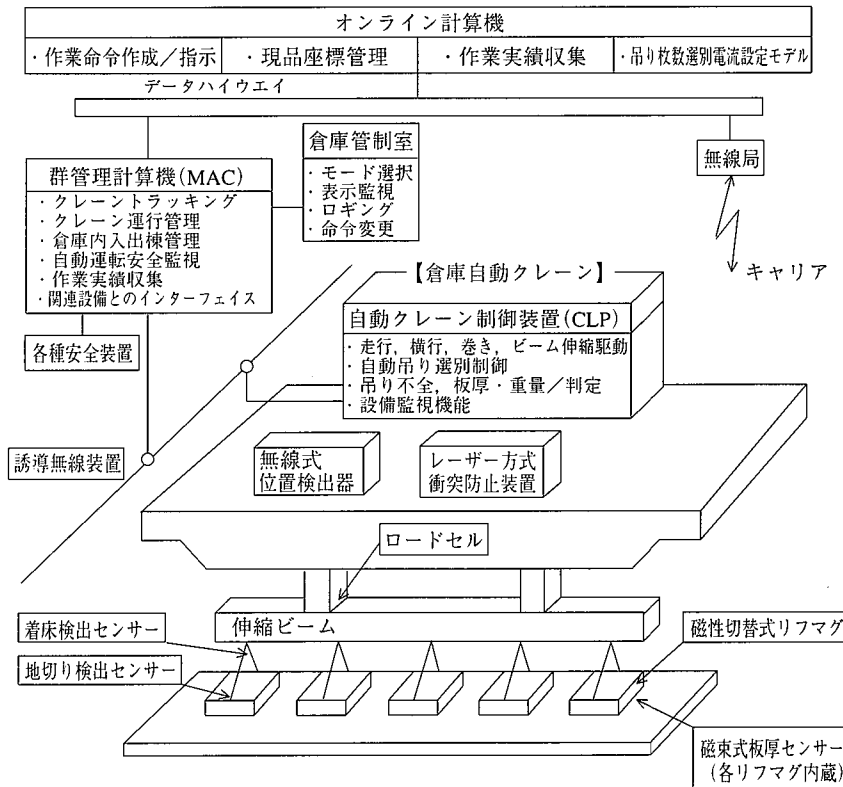 オンライン計算機
・作業命令作成／指示
・現品座標管理
・作業実績収集
・吊り枚数選別電流設定モデル
データハイウエイ
倉庫管制室
・モード選択
・表示監視
・ロギング
・命令変更
無線局
群管理計算機(MAC)
・クレーントラッキング
・クレーン運行管理
・倉庫内入出棟管理
・自動運転安全監視
・作業実績収集
・関連設備とのインターフェイス
キャリア
【倉庫自動クレーン】
自動クレーン制御装置(CLP)
・走行，横行，巻き，ビーム伸縮駆動
・自動吊り選別制御
・吊り不全，板厚・重量／判定
・設備監視機能
各種安全装置
誘導無線装置
無線式
位置検出器
レーザー方式
衝突防止装置
ロードセル
着床検出センサー
伸縮ビーム
磁性切替式リフマグ
地切り検出センサー
磁束式板厚センサー
(各リフマグ内蔵)